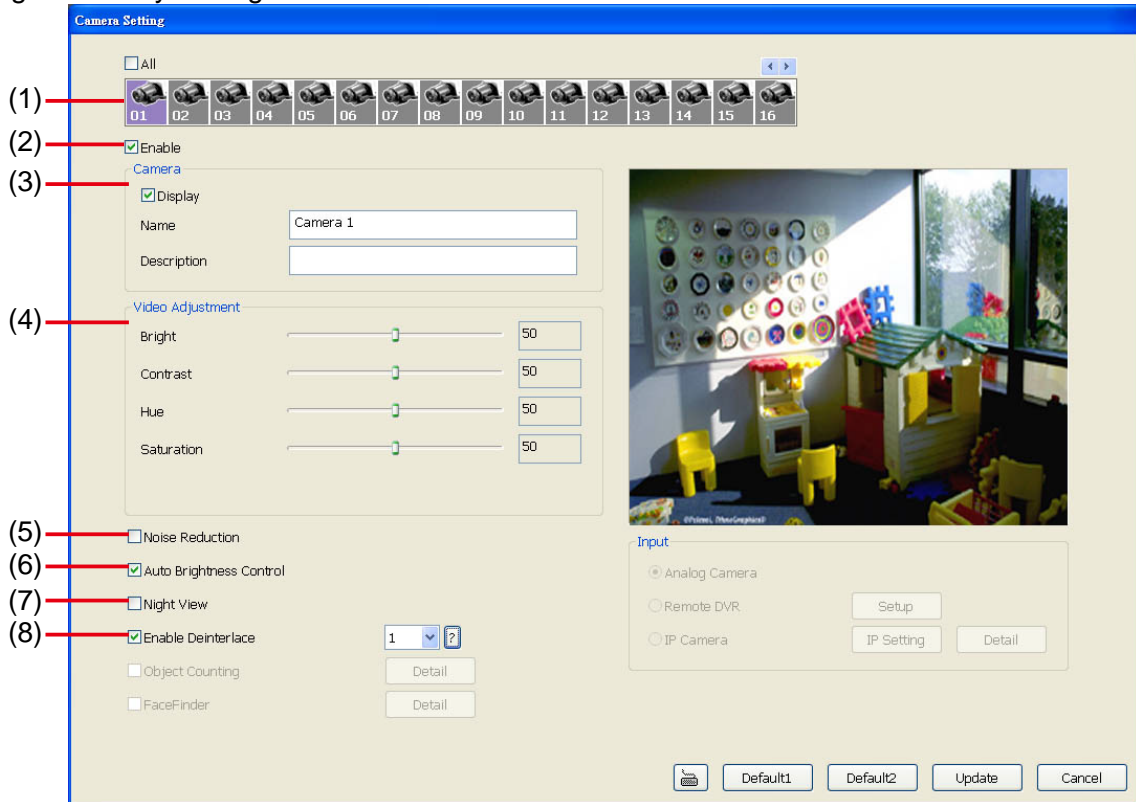 Camera Setting
All
(1)
01 02 03 04 05 06 07 08 09 10 11 12 13 14 15 16
(2)
Enable
Camera
(3)
Display
Name Camera 1
Description
(4)
Video Adjustment
Bright 50
Contrast 50
Hue 50
Saturation 50
(5)
Noise Reduction
(6)
Auto Brightness Control
(7)
Night View
(8)
Enable Deinterlace 1 ?
Object Counting Detail
FaceFinder Detail
Input
Analog Camera
Remote DVR Setup
IP Camera IP Setting Detail
Default1 Default2 Update Cancel